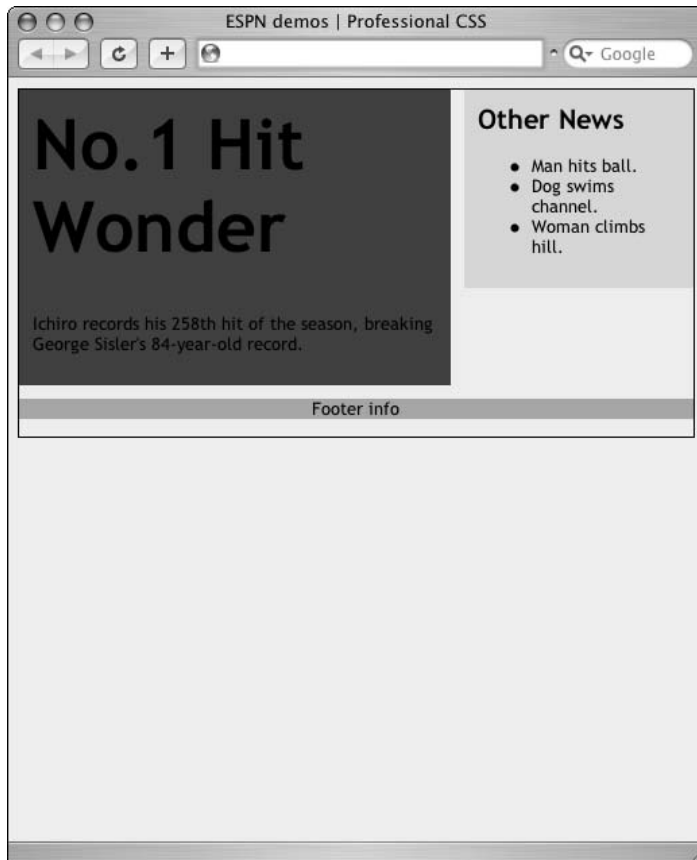 ESPN demos | Professional CSS
Google
No.1 Hit
Wonder
Ichiro records his 258th hit of the season, breaking
George Sisler's 84-year-old record.
Other News
Man hits ball.
Dog swims
channel.
Woman climbs
hill.
Footer info